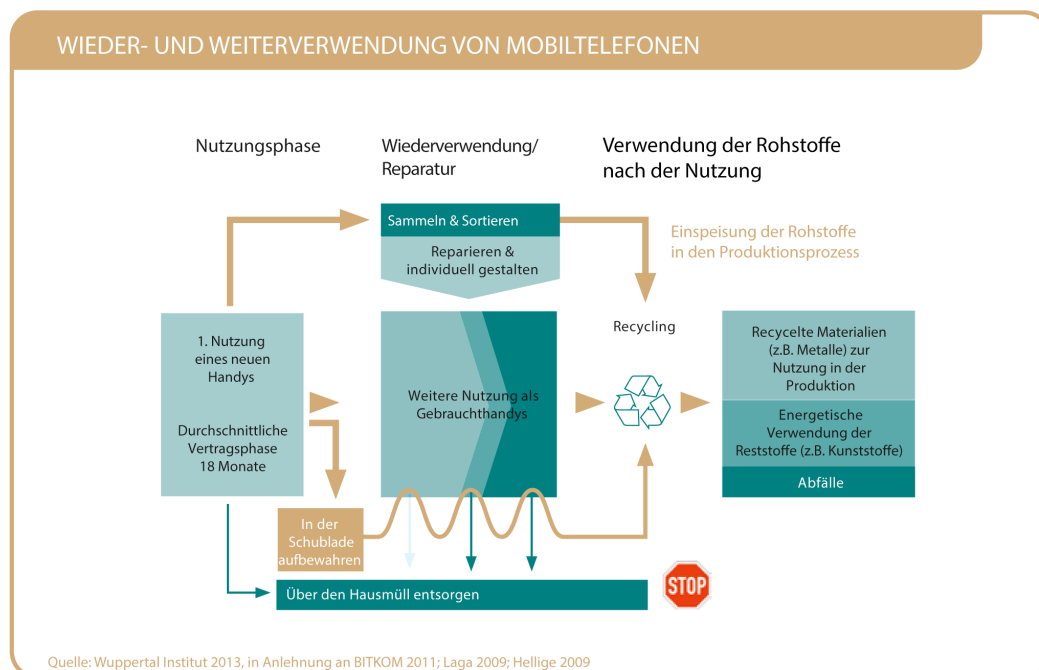 WIEDER- UND WEITERVERWENDUNG VON MOBILTELEFONEN
Nutzungsphase
Wiederverwendung/
Reparatur
Verwendung der Rohstoffe
nach der Nutzung
Sammeln & Sortieren
Reparieren &
individuell gestalten
Einspeisung der Rohstoffe
in den Produktionsprozess
1. Nutzung
eines neuen
Handys
Durchschnittliche
Vertragsphase
18 Monate
Weitere Nutzung als
Gebrauchthandys
Recycling
Recycelte Materialien
(z.B. Metalle) zur
Nutzung in der
Produktion
Energetische
Verwendung der
Reststoffe (z.B. Kunststoffe)
Abfälle
In der
Schublade
aufbewahren
Über den Hausmüll entsorgen
STOP
Quelle: Wuppertal Institut 2013, in Anlehnung an BITKOM 2011; Laga 2009; Hellige 2009